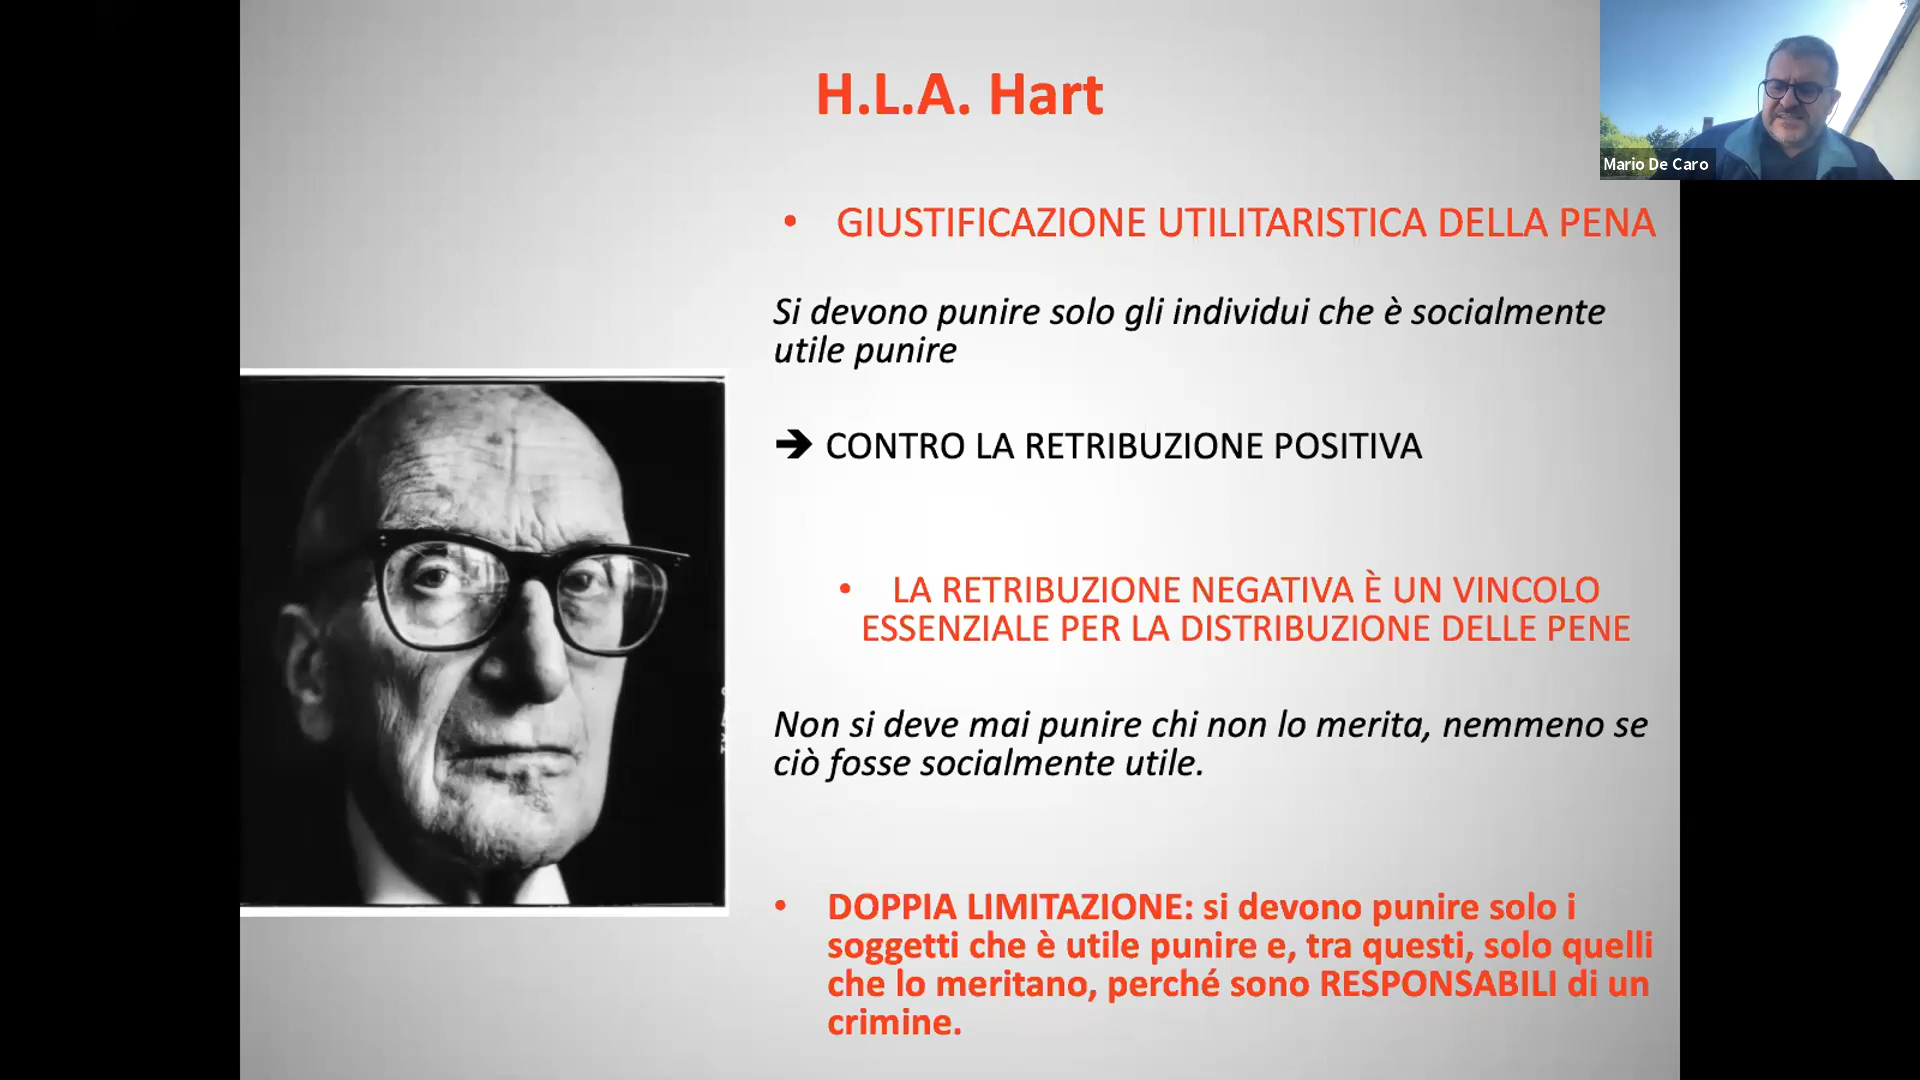 H.L.A. Hart
Mario De Caro
• GIUSTIFICAZIONE UTILITARISTICA DELLA PENA
Si devono punire solo gli individui che è socialmente
utile punire
➔ CONTRO LA RETRIBUZIONE POSITIVA
• LA RETRIBUZIONE NEGATIVA È UN VINCOLO
ESSENZIALE PER LA DISTRIBUZIONE DELLE PENE
Non si deve mai punire chi non lo merita, nemmeno se
ciò fosse socialmente utile.
• DOPPIA LIMITAZIONE: si devono punire solo i
soggetti che è utile punire e, tra questi, solo quelli
che lo meritano, perché sono RESPONSABILI di un
crimine.